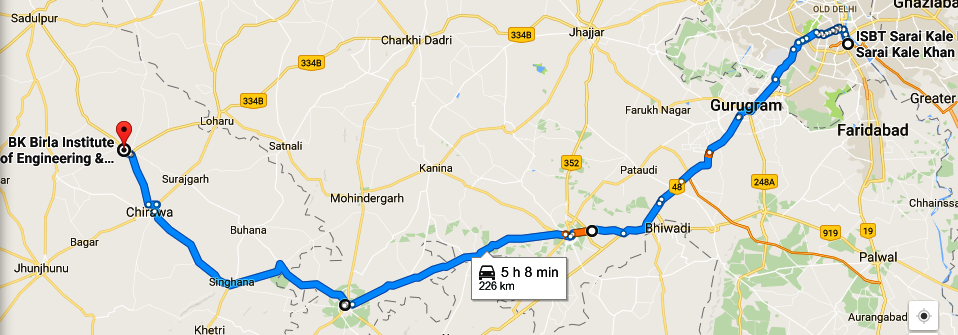 Sadulpur
Charkhi Dadri
334B
Jhajjar
OLD DELHI
Ghaziaba
ISBT Sarai Kale
Sarai Kale Khan
334B
334B
Loharu
Farukh Nagar
Gurugram
Greater
BK Birla Institute
of Engineering &...
Satnali
Faridabad
Surajgarh
Kanina
352
Pataudi
48
248A
Mohindergarh
Chirawa
Buhana
Bhiwadi
Chhainssa
919
19
Bagar
Palwal
Jhunjhunu
5 h 8 min
226 km
Singhana
Khetri
Aurangabad